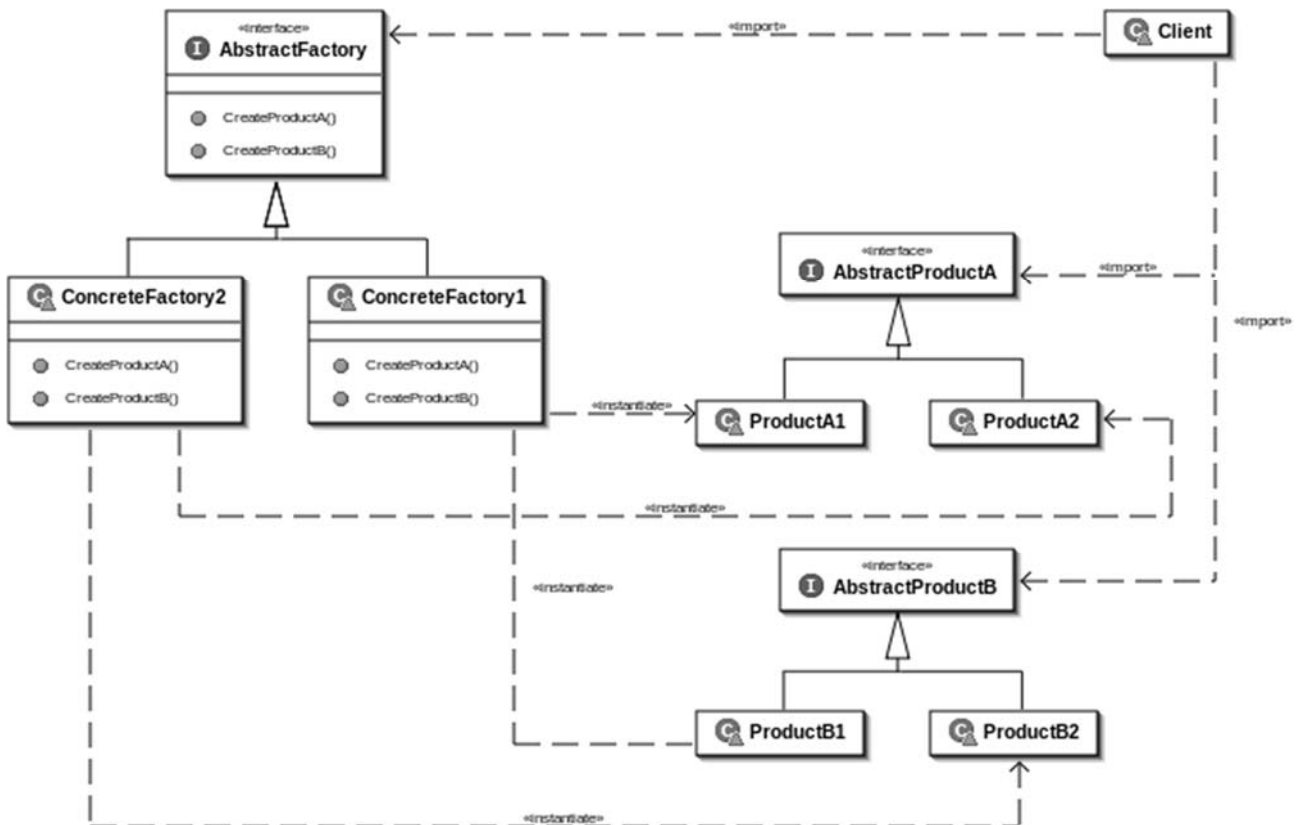 «interface»
I AbstractFactory
CreateProductA()
CreateProductB()
«import»
C Client
C ConcreteFactory2
CreateProductA()
CreateProductB()
C ConcreteFactory1
CreateProductA()
CreateProductB()
«interface»
I AbstractProductA
«import»
«import»
«instantiate»
C ProductA1
C ProductA2
«instantiate»
«instantiate»
«interface»
I AbstractProductB
C ProductB1
C ProductB2
«instantiate»